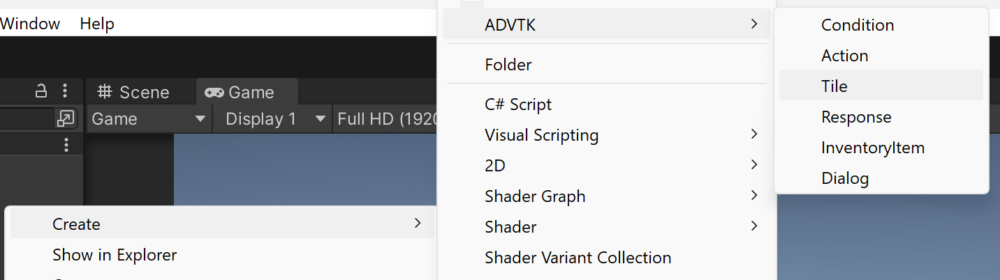 Window Help
Scene Game
Game Display 1 Full HD (1920
Create
Show in Explorer
ADVTK
Folder
C# Script
Visual Scripting
2D
Shader Graph
Shader
Shader Variant Collection
Condition
Action
Tile
Response
InventoryItem
Dialog